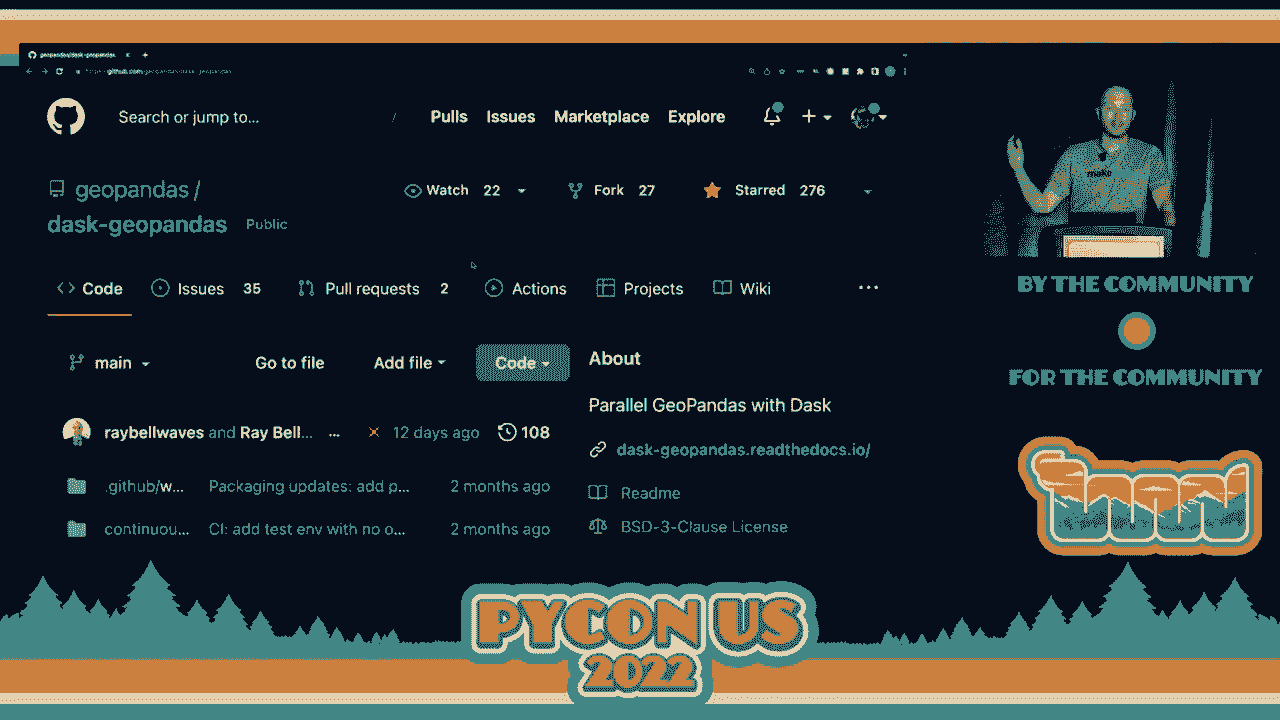 geopandas/dask-geopandas
Search or jump to...
/
Pulls Issues Marketplace Explore
geopandas /
dask-geopandas Public
Watch 22
Fork 27
Starred 276
Code
Issues 35
Pull requests 2
Actions
Projects
Wiki
main
Go to file
Add file
Code
raybellwaves and Ray Bell... ... 12 days ago 108
.github/w... Packaging updates: add p... 2 months ago
continuou... CI: add test env with no o... 2 months ago
About
Parallel GeoPandas with Dask
dask-geopandas.readthedocs.io/
Readme
BSD-3-Clause License
make
BY THE COMMUNITY
FOR THE COMMUNITY
PYCON US
2022